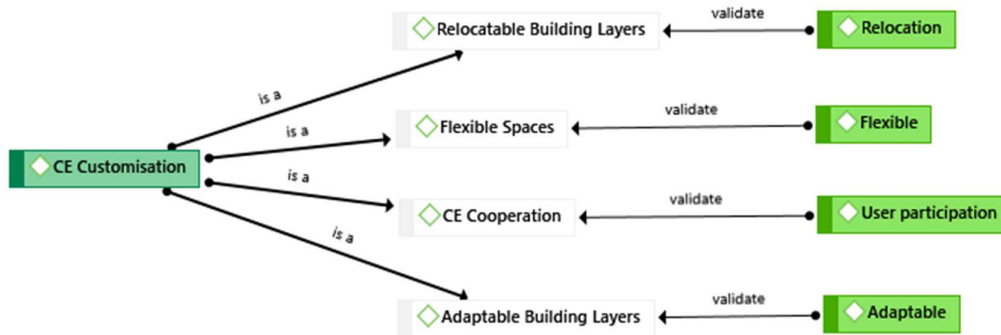 Relocatable Building Layers
validate
Relocation
is a
is a
Flexible Spaces
validate
Flexible
CE Customisation
is a
CE Cooperation
validate
User participation
is a
Adaptable Building Layers
validate
Adaptable